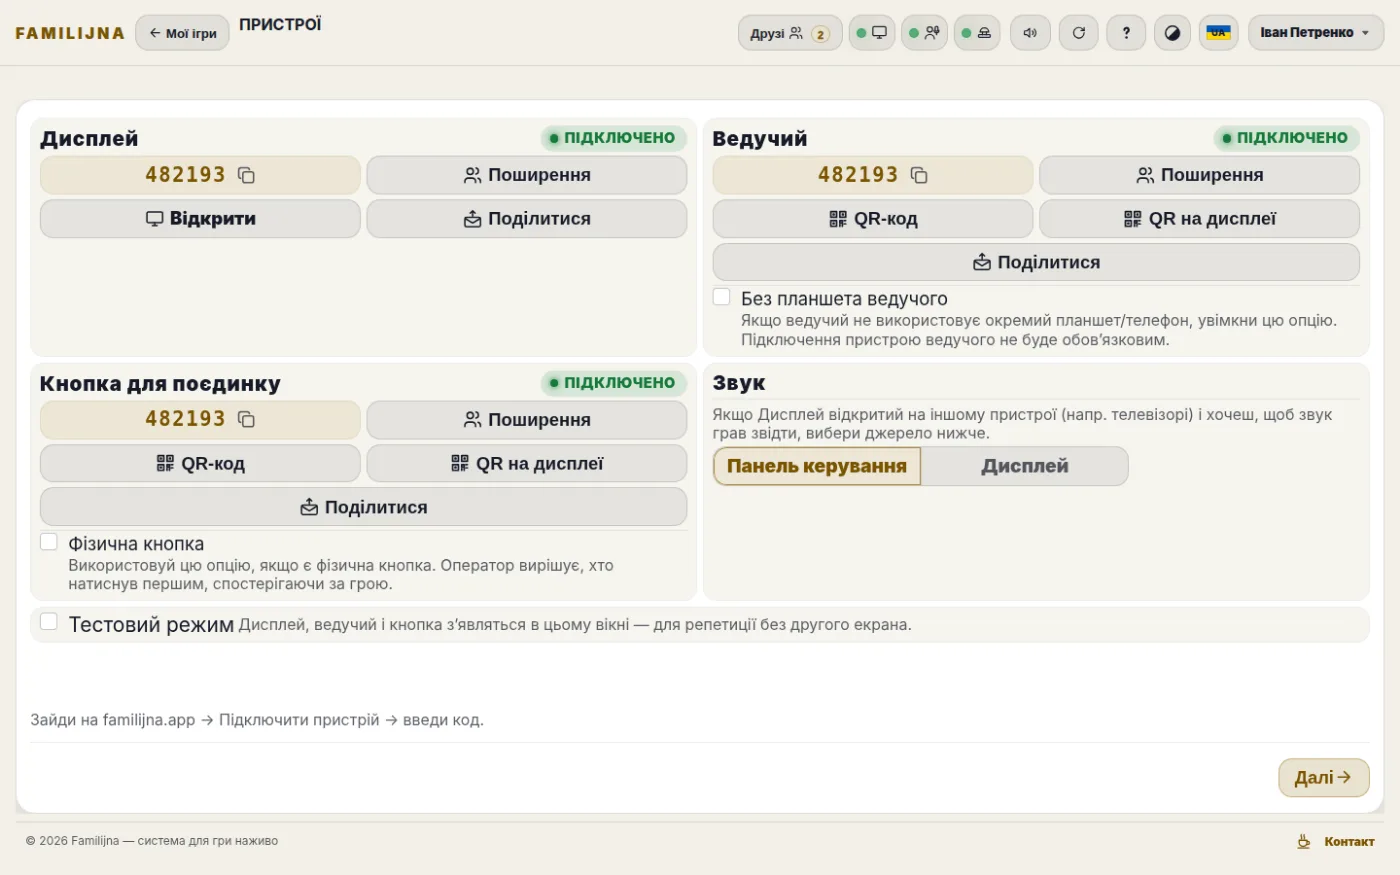 FAMILIJNA
← Мої ігри
ПРИСТРОЇ
Друзі 2
?
UA
Іван Петренко
Дисплей
ПІДКЛЮЧЕНО
482193
Поширення
Відкрити
Поділитися
Ведучий
ПІДКЛЮЧЕНО
482193
Поширення
QR-код
QR на дисплеї
Поділитися
Без планшета ведучого
Якщо ведучий не використовує окремий планшет/телефон, увімкни цю опцію.
Підключення пристрою ведучого не буде обов’язковим.
Кнопка для поєдинку
ПІДКЛЮЧЕНО
482193
Поширення
QR-код
QR на дисплеї
Поділитися
Фізична кнопка
Використовуй цю опцію, якщо є фізична кнопка. Оператор вирішує, хто
натиснув першим, спостерігаючи за грою.
Звук
Якщо Дисплей відкритий на іншому пристрої (напр. телевізорі) і хочеш, щоб звук
грав звідти, вибери джерело нижче.
Панель керування
Дисплей
Тестовий режим Дисплей, ведучий і кнопка з’являться в цьому вікні — для репетиції без другого екрана.
Зайди на familijna.app → Підключити пристрій → введи код.
Далі →
© 2026 Familijna — система для гри наживо
Контакт